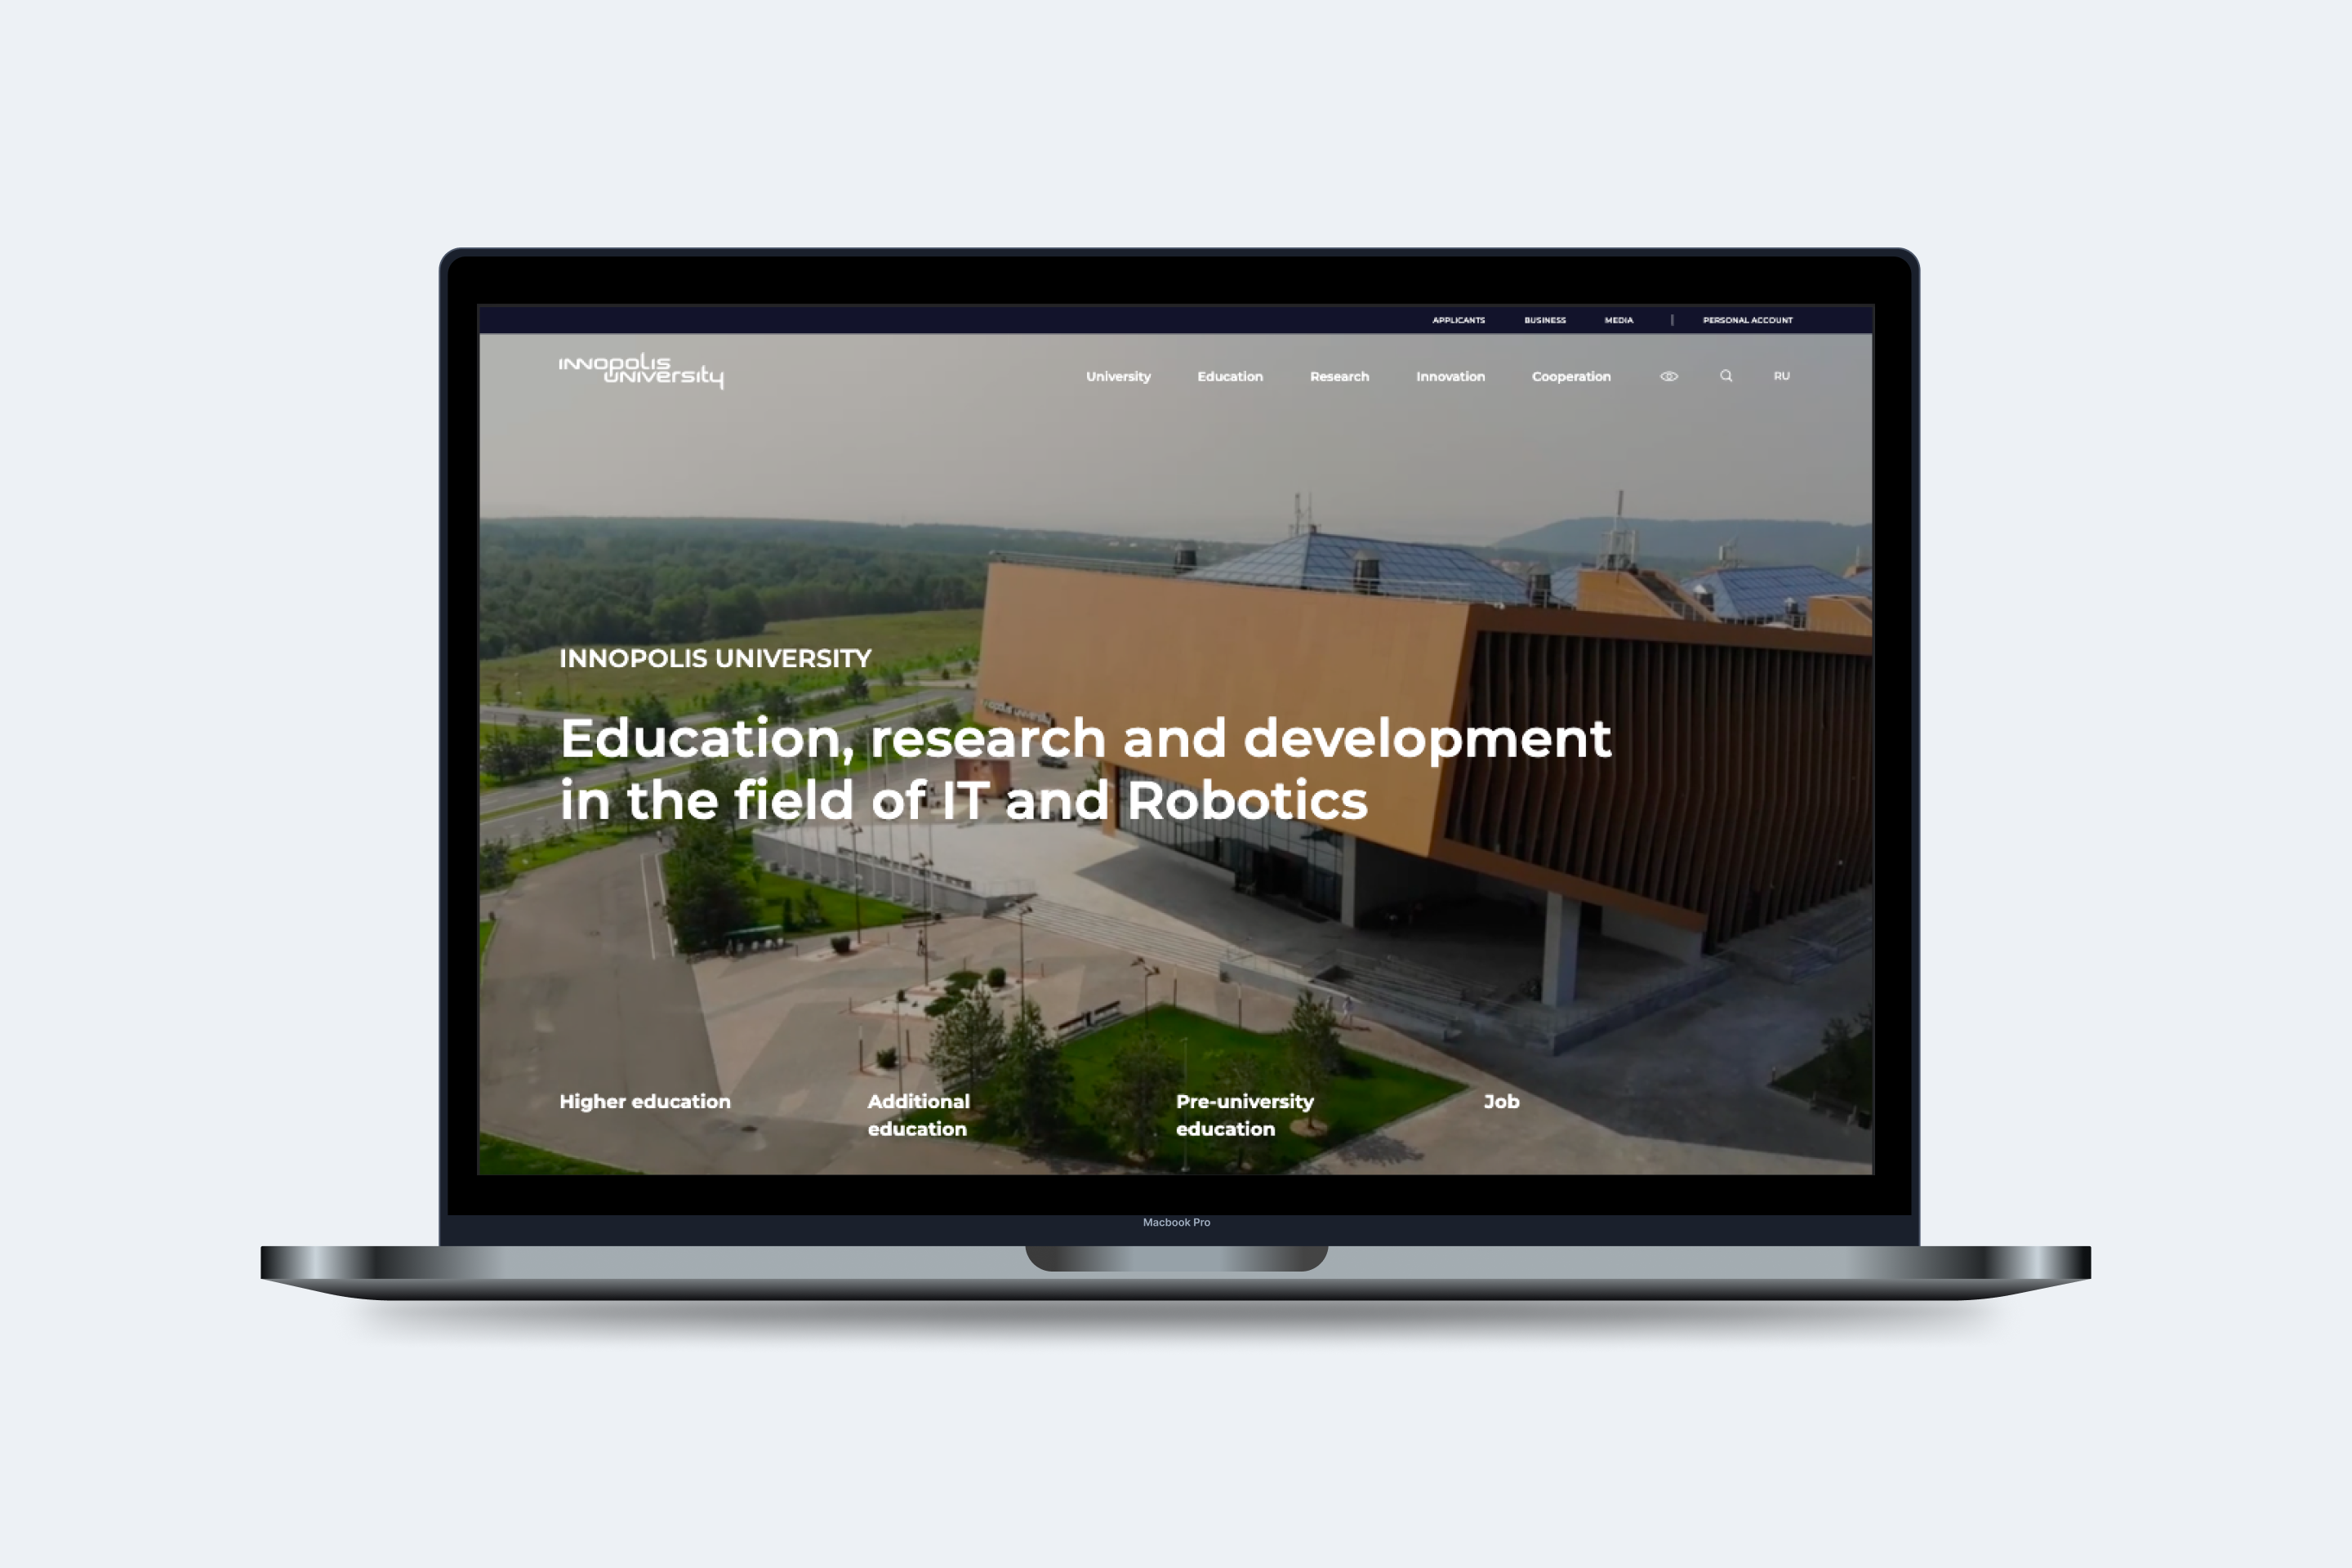 APPLICANTS BUSINESS MEDIA | PERSONAL ACCOUNT
INNOPOLIS
UNIVERSITY
University Education Research Innovation Cooperation RU
INNOPOLIS UNIVERSITY
Education, research and development
in the field of IT and Robotics
Higher education Additional education Pre-university education Job
Macbook Pro